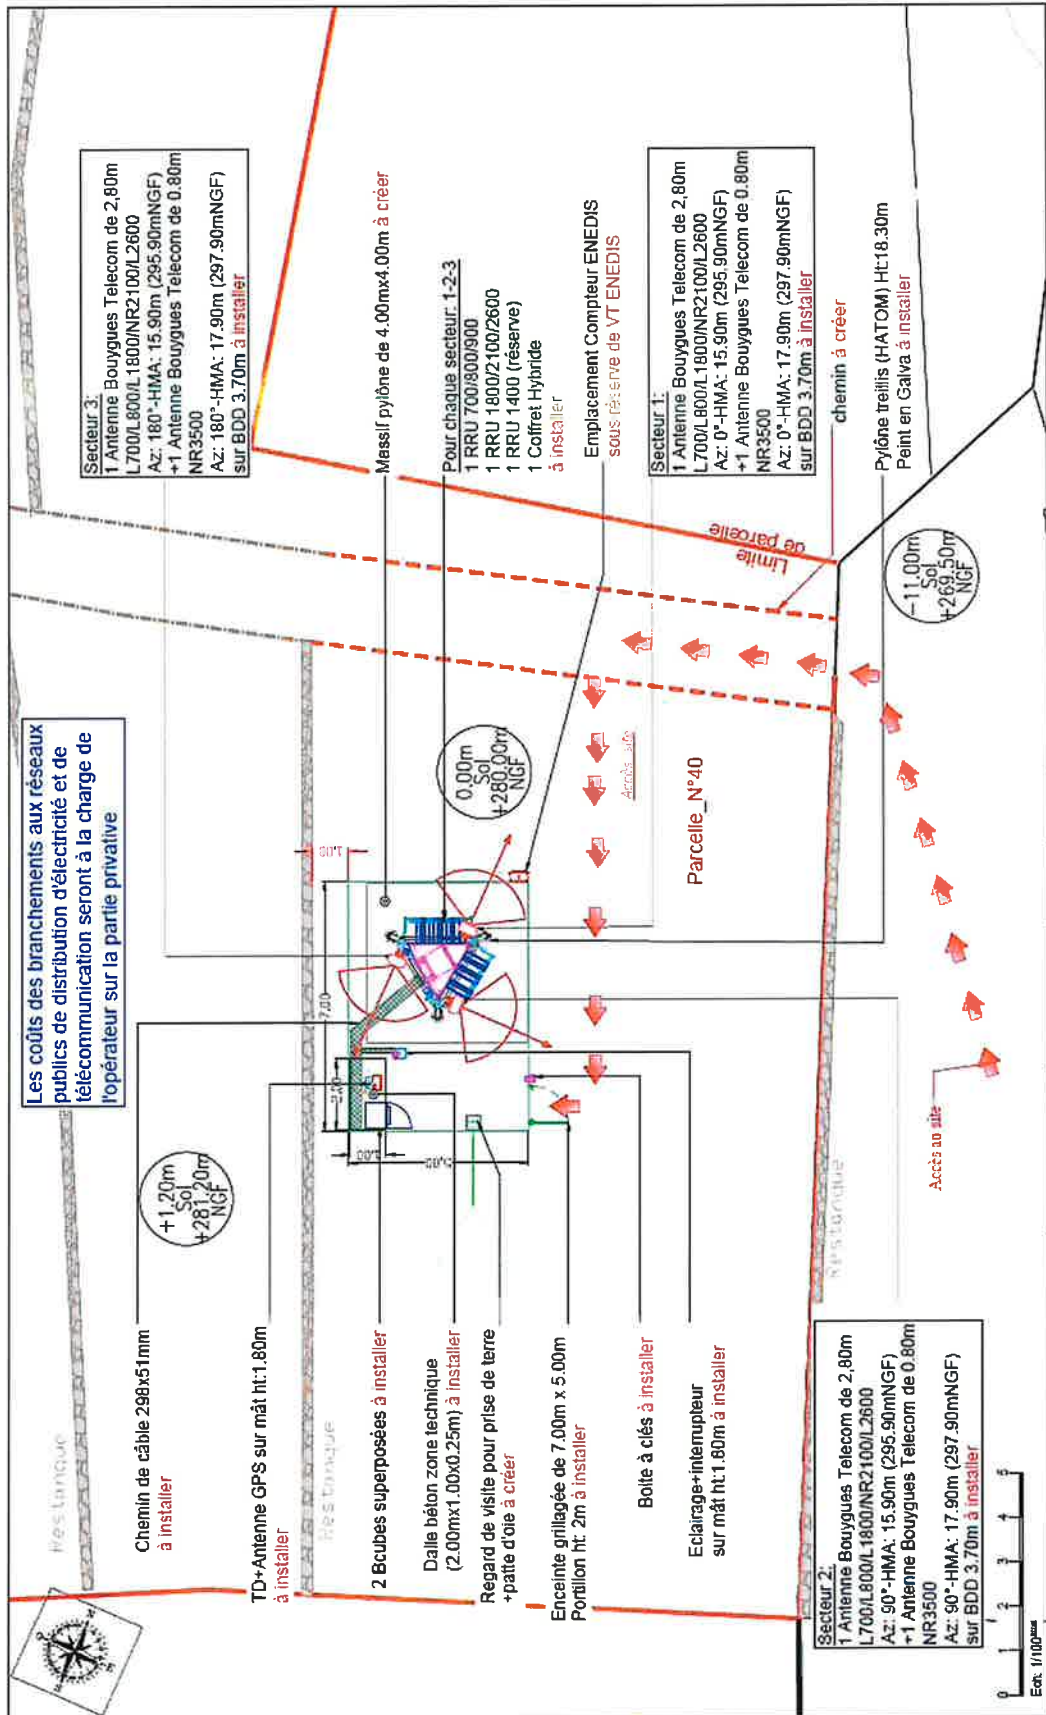 Les coûts des branchements aux réseaux
publics de distribution d'électricité et de
télécommunication seront à la charge de
l'opérateur sur la partie privative
Secteur 3:
1 Antenne Bouygues Telecom de 2,80m
L700/L800/L1800/NR2100/L2600
Az: 180°-HMA: 15.90m (295.90mNGF)
+1 Antenne Bouygues Telecom de 0.80m
NR3500
Az: 180°-HMA: 17.90m (297.90mNGF)
sur BDD 3.70m à installer
Massif pylône de 4.00mx4.00m à créer
Pour chaque secteur: 1-2-3
1 RRU 700/800/900
1 RRU 1800/2100/2600
1 RRU 1400 (réserve)
1 Coffret Hybride
à installer
Emplacement Compteur ENEDIS
sous réserve de VT ENEDIS
Secteur 1:
1 Antenne Bouygues Telecom de 2,80m
L700/L800/L1800/NR2100/L2600
Az: 0°-HMA: 15.90m (295.90mNGF)
+1 Antenne Bouygues Telecom de 0.80m
NR3500
Az: 0°-HMA: 17.90m (297.90mNGF)
sur BDD 3.70m à installer
chemin à créer
Pylône treillis (HATOM) Ht:18.30m
Peint en Galva à installer
Restanque
Chemin de câble 298x51mm
à installer
+1.20m
Sol
+281.20m
NGF
TD+Antenne GPS sur mât ht:1.80m
à installer
Restanque
2 Bcubes superposées à installer
Dalle béton zone technique
(2.00mx1.00x0.25m) à installer
Regard de visite pour prise de terre
+patte d'oie à créer
Enceinte grillagée de 7.00m x 5.00m
Portillon ht: 2m à installer
Boite à clés à installer
Eclairage+interrupteur
sur mât ht:1.80m à installer
1,00
7,00
2,00
1,00
5,00
0.00m
Sol
+280.00m
NGF
Accès site
Parcelle_N°40
Limite
de parcelle
-11.00m
Sol
+269.50m
NGF
Restanque
Accès au site
Secteur 2:
1 Antenne Bouygues Telecom de 2,80m
L700/L800/L1800/NR2100/L2600
Az: 90°-HMA: 15.90m (295.90mNGF)
+1 Antenne Bouygues Telecom de 0.80m
NR3500
Az: 90°-HMA: 17.90m (297.90mNGF)
sur BDD 3.70m à installer
0 1 2 3 4 5
Ech: 1/100ème